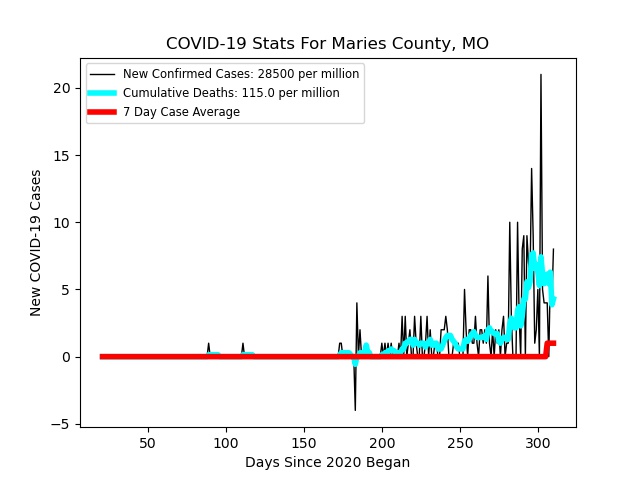 COVID-19 Stats For Maries County, MO
New Confirmed Cases: 28500 per million
Cumulative Deaths: 115.0 per million
7 Day Case Average
New COVID-19 Cases
20
15
10
5
0
−5
50 100 150 200 250 300
Days Since 2020 Began